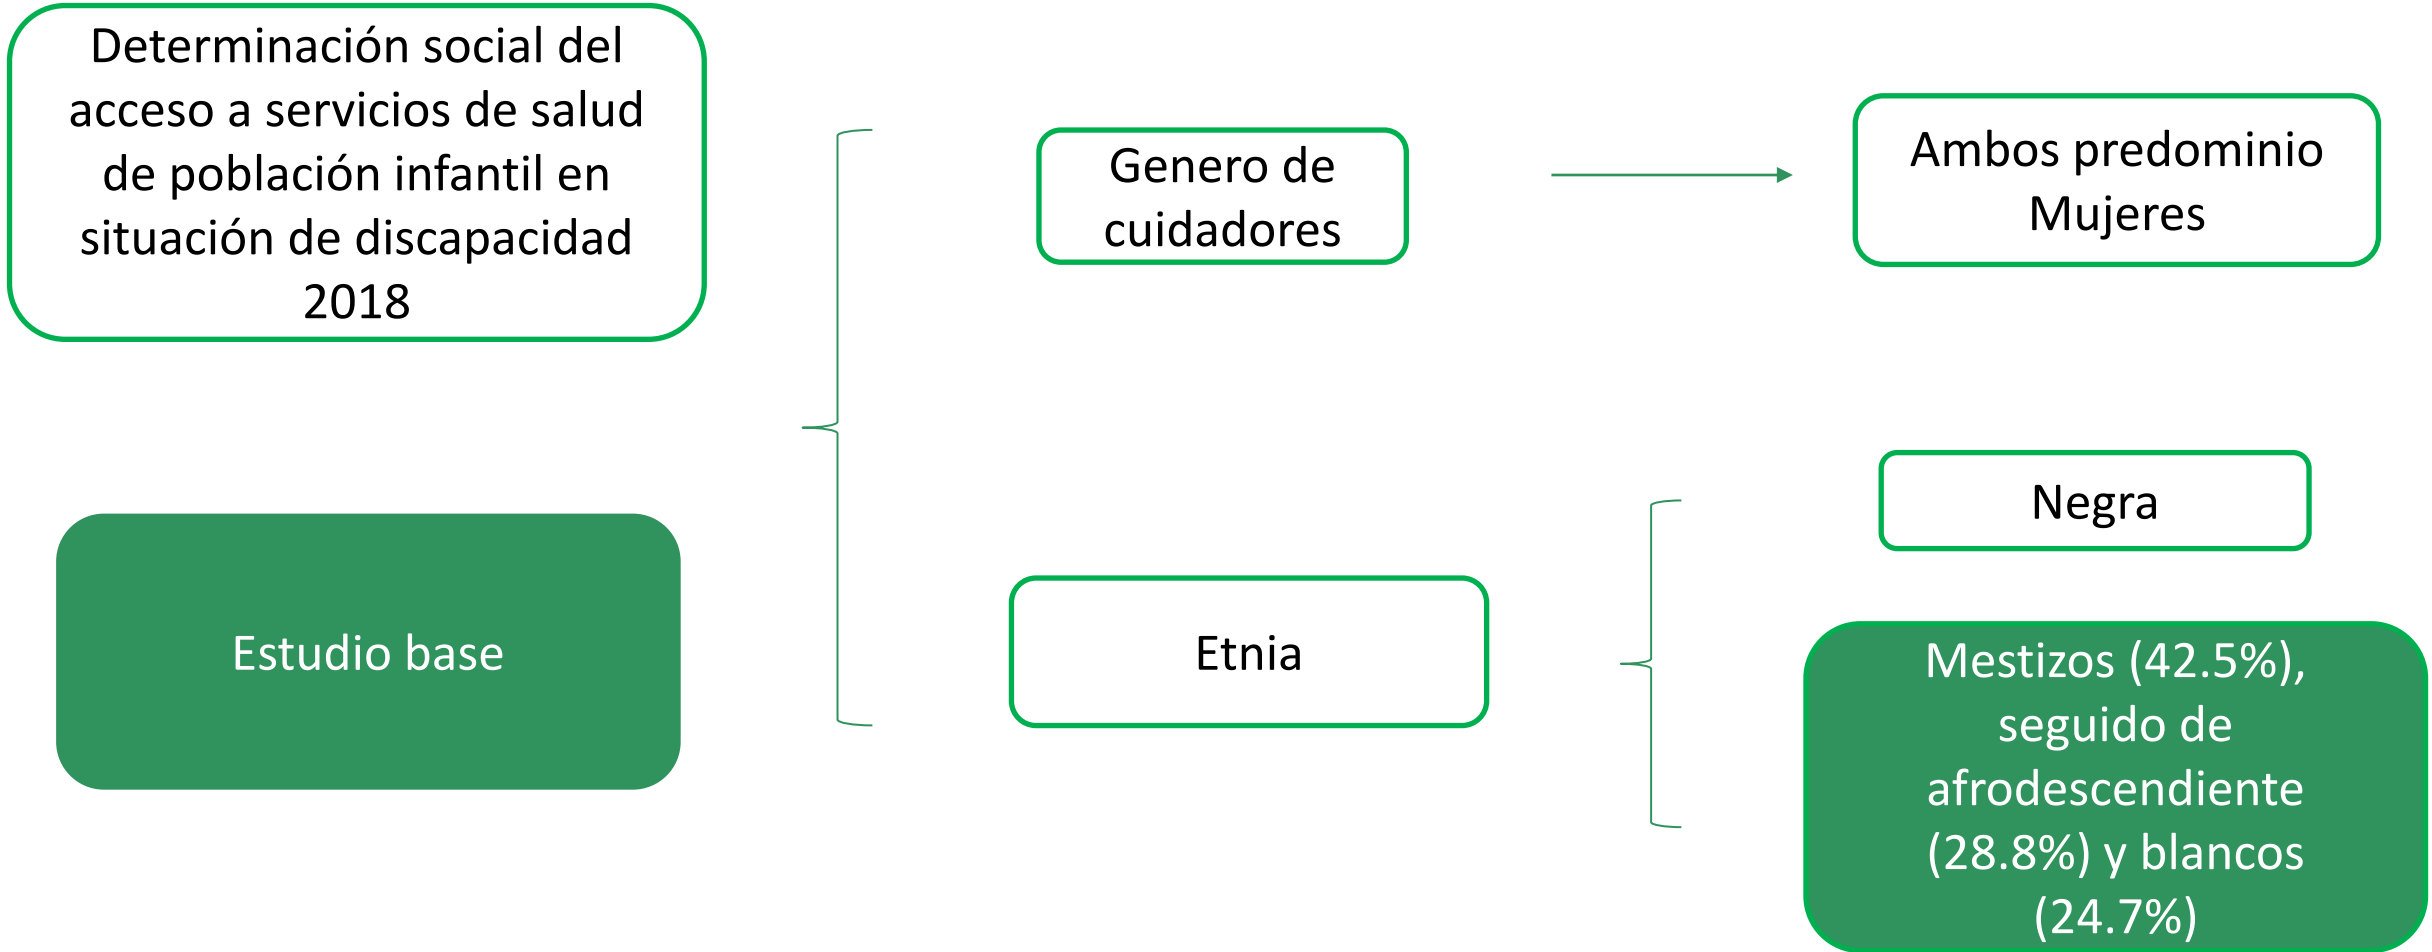 Determinación social del
acceso a servicios de salud
de población infantil en
situación de discapacidad
2018
Estudio base
Genero de
cuidadores
Ambos predominio
Mujeres
Etnia
Negra
Mestizos (42.5%),
seguido de
afrodescendiente
(28.8%) y blancos
(24.7%)